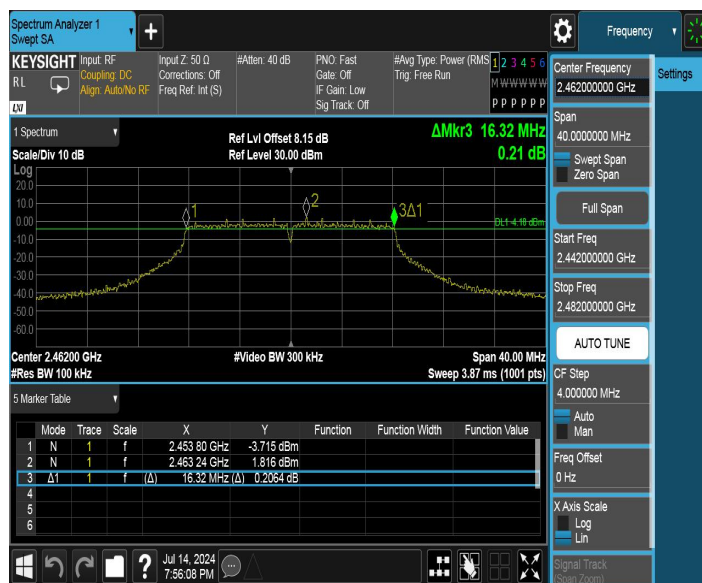 Spectrum Analyzer 1
Swept SA
+
Frequency
KEYSIGHT
RL
LXI
Input: RF
Coupling: DC
Align: Auto/No RF
Input Z: 50 Ω
Corrections: Off
Freq Ref: Int (S)
#Atten: 40 dB
PNO: Fast
Gate: Off
IF Gain: Low
Sig Track: Off
#Avg Type: Power (RMS
Trig: Free Run
1 2 3 4 5 6
M W W W W W
P P P P P P
1 Spectrum
Scale/Div 10 dB
Ref Lvl Offset 8.15 dB
Ref Level 30.00 dBm
ΔMkr3 16.32 MHz
0.21 dB
Log
20.0
10.0
0.00
-10.0
-20.0
-30.0
-40.0
-50.0
-60.0
1
2
3Δ1
DL1 -4.18 dBm
Center 2.46200 GHz
#Video BW 300 kHz
Span 40.00 MHz
#Res BW 100 kHz
Sweep 3.87 ms (1001 pts)
5 Marker Table
Mode Trace Scale X Y Function Function Width Function Value
1 N 1 f 2.453 80 GHz -3.715 dBm
2 N 1 f 2.463 24 GHz 1.816 dBm
3 Δ1 1 f (Δ) 16.32 MHz (Δ) 0.2064 dB
4
5
6
?
Jul 14, 2024
7:56:08 PM
Center Frequency
2.462000000 GHz
Settings
Span
40.0000000 MHz
Swept Span
Zero Span
Full Span
Start Freq
2.442000000 GHz
Stop Freq
2.482000000 GHz
AUTO TUNE
CF Step
4.000000 MHz
Auto
Man
Freq Offset
0 Hz
X Axis Scale
Log
Lin
Signal Track
(Span Zoom)